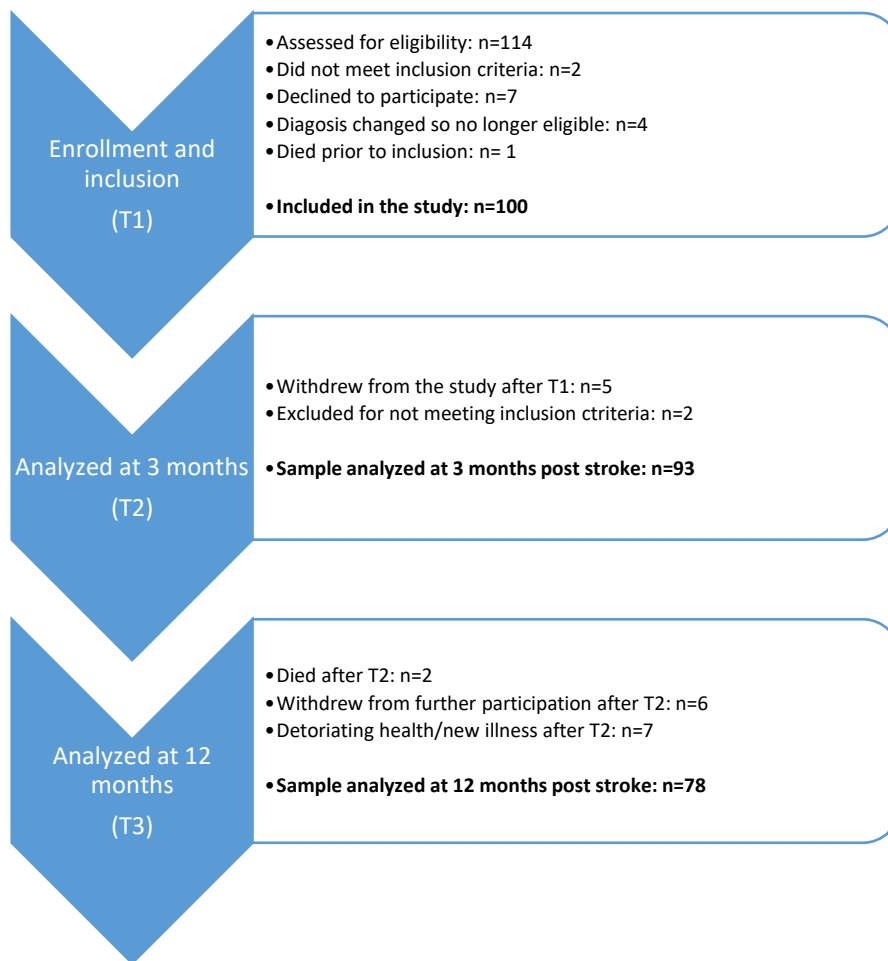 Enrollment and
inclusion
(T1)
•Assessed for eligibility: n=114
•Did not meet inclusion criteria: n=2
•Declined to participate: n=7
•Diagosis changed so no longer eligible: n=4
•Died prior to inclusion: n= 1
•Included in the study: n=100
Analyzed at 3 months
(T2)
•Withdrew from the study after T1: n=5
•Excluded for not meeting inclusion ctriteria: n=2
•Sample analyzed at 3 months post stroke: n=93
Analyzed at 12
months
(T3)
•Died after T2: n=2
•Withdrew from further participation after T2: n=6
•Detoriating health/new illness after T2: n=7
•Sample analyzed at 12 months post stroke: n=78